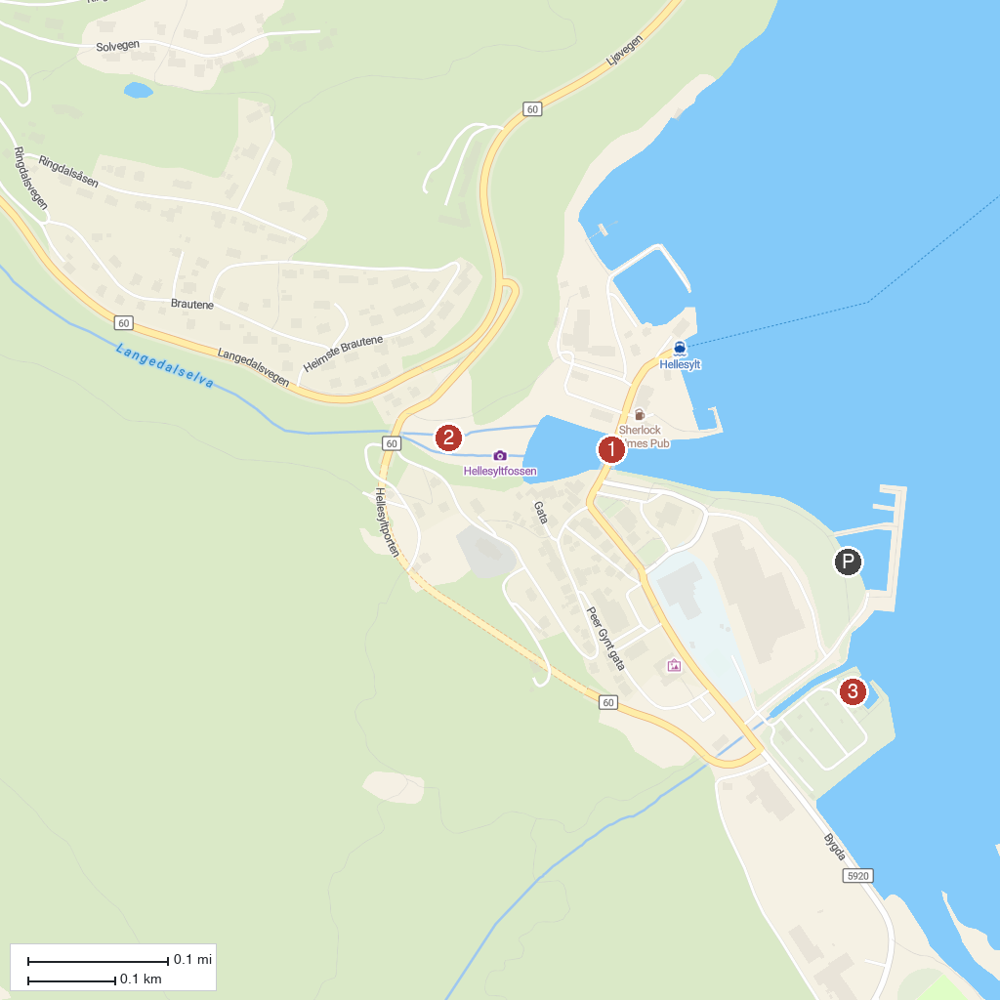 Solvegen
Ljøvegen
60
Ringdalsåsen
Ringdalsvegen
Brautene
60
Heimste Brautene
Langedalsvegen
Langedalselva
Hellesylt
Sherlock
lmes Pub
1
2
60
Hellesyltfossen
Hellesyltporten
Gata
P
Peer Gynt gata
3
60
Bygda
5920
0.1 mi
0.1 km